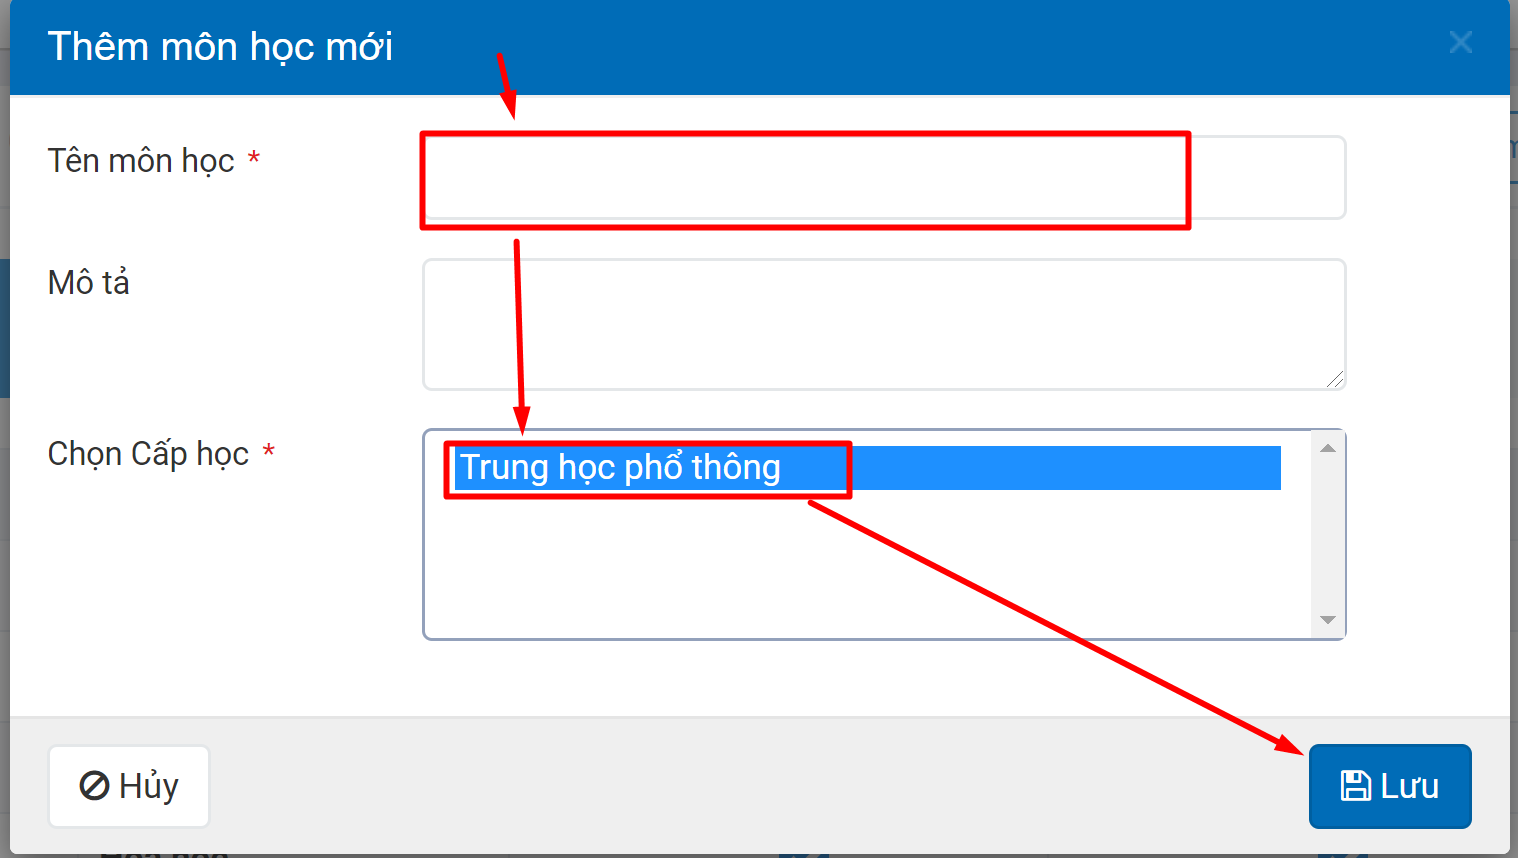 Thêm môn học mới
Tên môn học *
Mô tả
Chọn Cấp học *
Trung học phổ thông
Hủy
Lưu